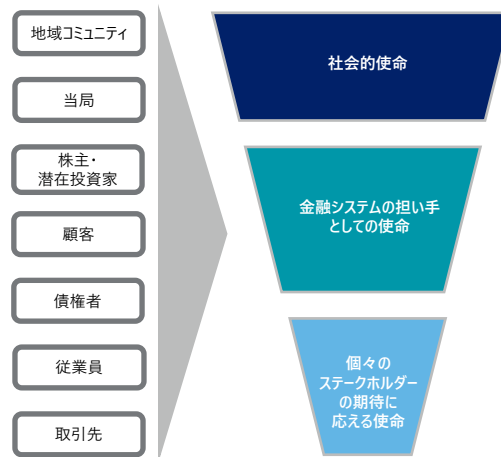 地域コミュニティ
当局
株主・
潜在投資家
顧客
債権者
従業員
取引先
社会的使命
金融システムの担い手
としての使命
個々の
ステークホルダー
の期待に
応える使命